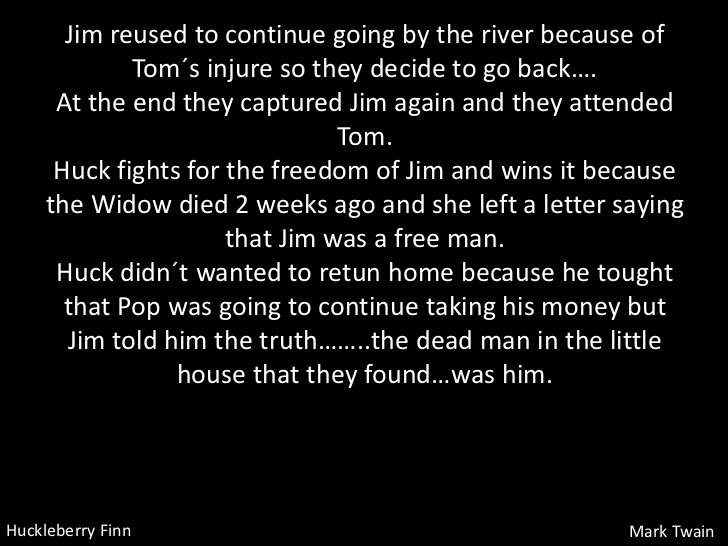 Jim reused to continue going by the river because of
Tom´s injure so they decide to go back….
At the end they captured Jim again and they attended
Tom.
Huck fights for the freedom of Jim and wins it because
the Widow died 2 weeks ago and she left a letter saying
that Jim was a free man.
Huck didn´t wanted to retun home because he tought
that Pop was going to continue taking his money but
Jim told him the truth……..the dead man in the little
house that they found…was him.
Huckleberry Finn
Mark Twain